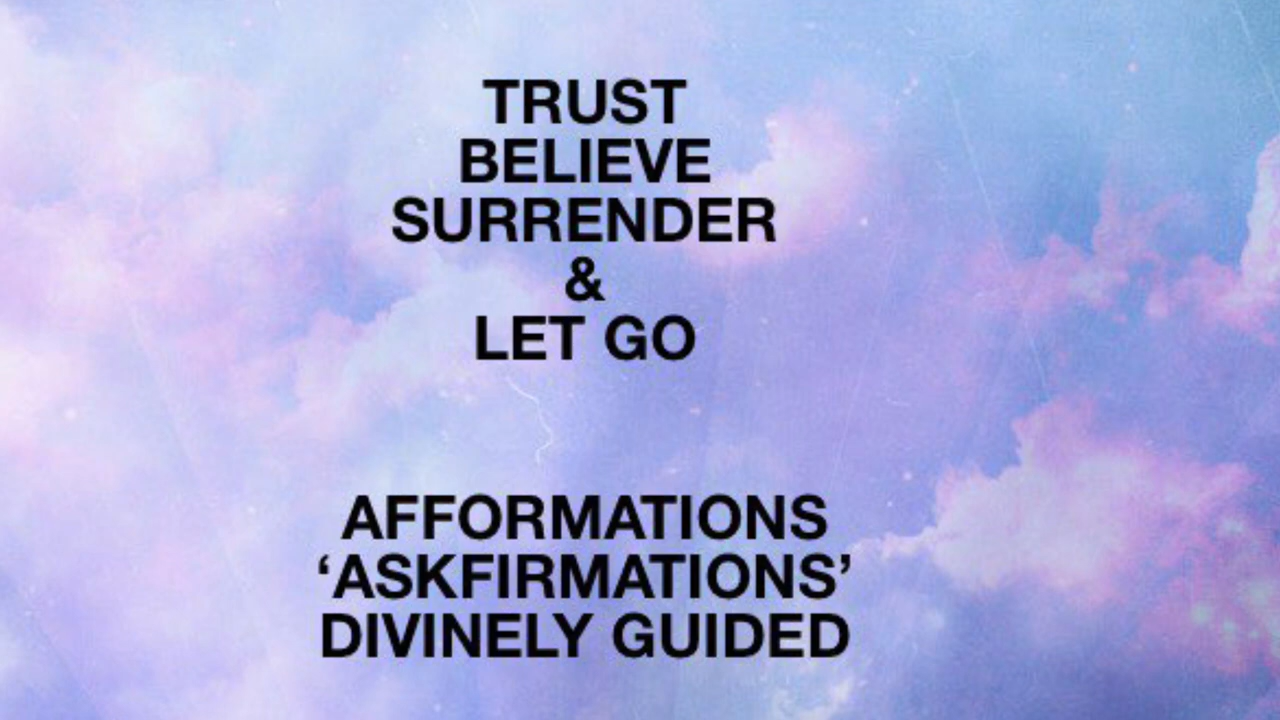 TRUST
BELIEVE
SURRENDER
&
LET GO
AFFORMATIONS
‘ASKFIRMATIONS’
DIVINELY GUIDED